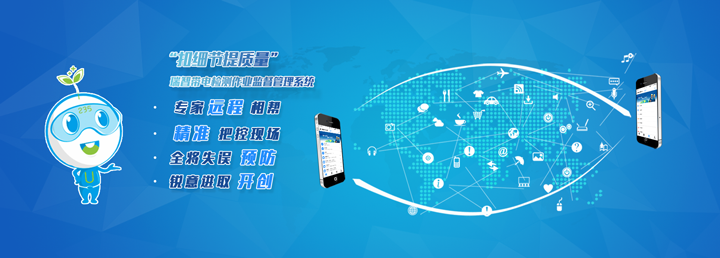 “扣细节提质量”
瑞智带电检测作业监督管理系统
· 专家 远程 相帮
· 精准 把控现场
· 全将失误 预防
· 锐意进取 开创